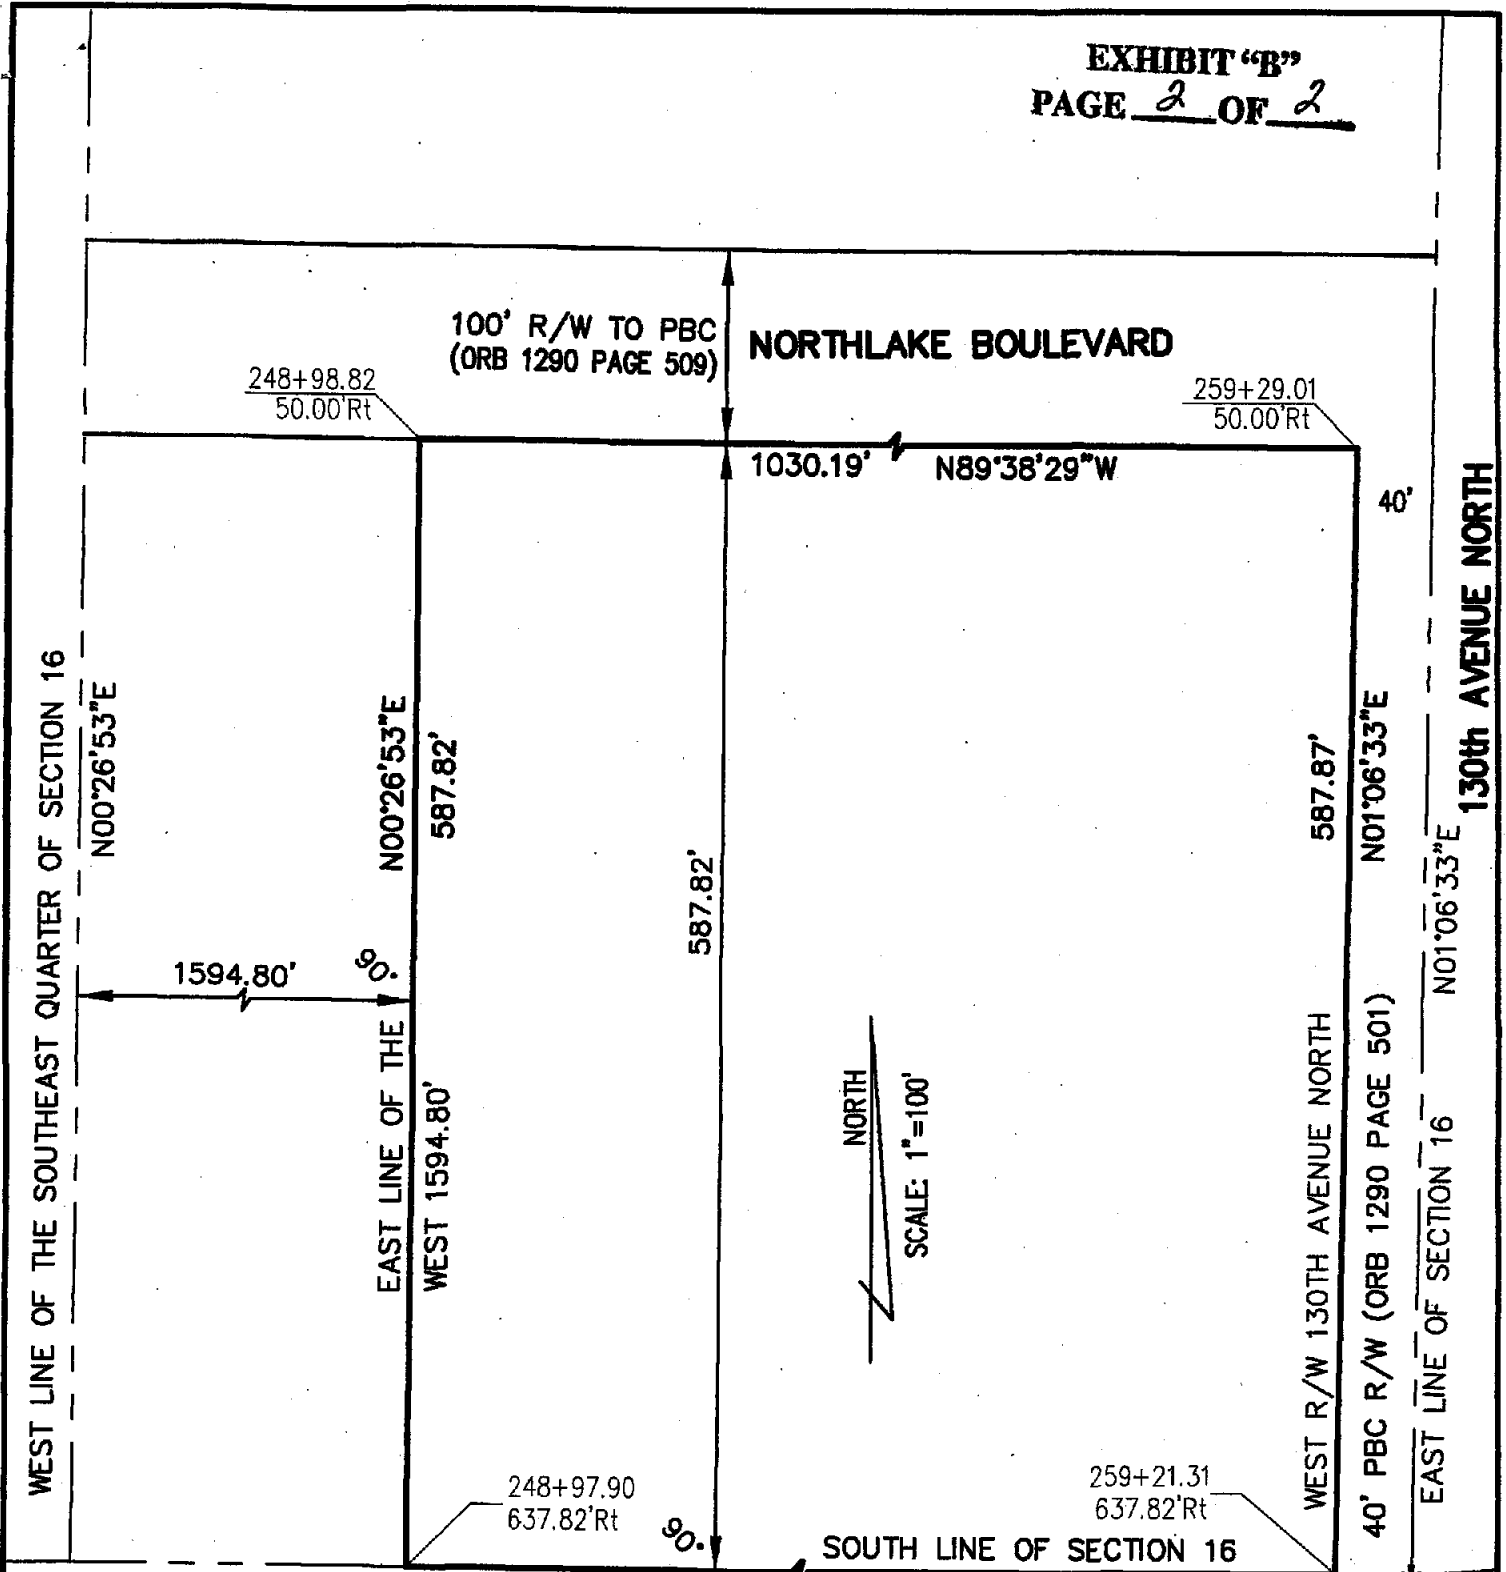 EXHIBIT “B”
PAGE 2 OF 2
100' R/W TO PBC
(ORB 1290 PAGE 509)
NORTHLAKE BOULEVARD
248+98.82
50.00'Rt
259+29.01
50.00'Rt
1030.19'
N89°38'29"W
40'
130th AVENUE NORTH
WEST LINE OF THE SOUTHEAST QUARTER OF SECTION 16
N00°26'53"E
N00°26'53"E
587.82'
587.82'
587.87'
N01°06'33"E
N01°06'33"E
1594.80'
90°
EAST LINE OF THE
WEST 1594.80'
NORTH
SCALE: 1"=100'
WEST R/W 130TH AVENUE NORTH
40' PBC R/W (ORB 1290 PAGE 501)
EAST LINE OF SECTION 16
248+97.90
637.82'Rt
259+21.31
637.82'Rt
90°
SOUTH LINE OF SECTION 16